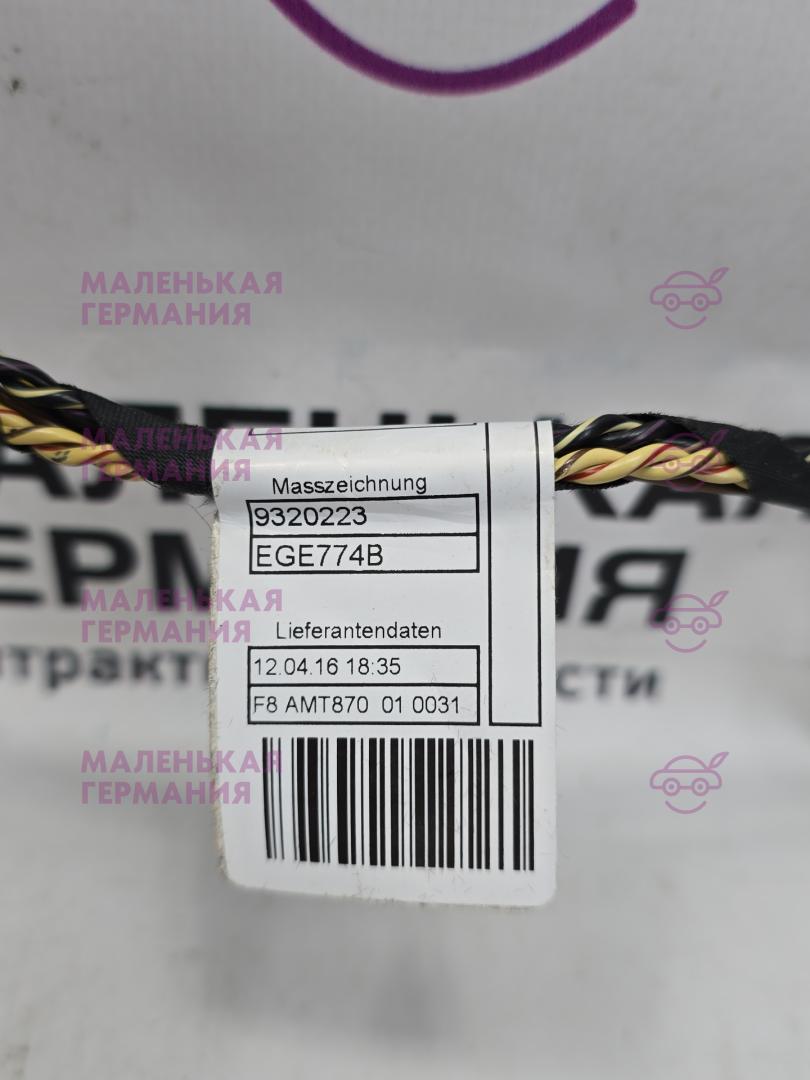 МАЛЕНЬКАЯ
ГЕРМАНИЯ
МАЛЕНЬКАЯ
ГЕРМАНИЯ
Masszeichnung
9320223
EGE774B
МАЛЕНЬКАЯ
ГЕРМАНИЯ
Lieferantendaten
12.04.16 18:35
F8 AMT870 01 0031
МАЛЕНЬКАЯ
ГЕРМАНИЯ